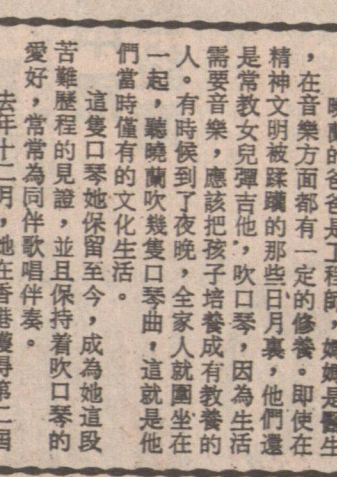 曉蘭的爸爸是工程師，媽媽是醫生
，在音樂方面都有一定的修養。即使在
精神文明被蹂躪的那些日月裏，他們還
是常教女兒彈吉他，吹口琴，因為生活
需要音樂，應該把孩子培養成有教養的
人。有時候到了夜晚，全家人就圍坐在
一起，聽曉蘭吹幾隻口琴曲，這就是他
們當時僅有的文化生活。
這隻口琴她保留至今，成為她這段
苦難歷程的見證，並且保持着吹口琴的
愛好，常常為同伴歌唱伴奏。
去年十二月，她在香港獲得第二屆